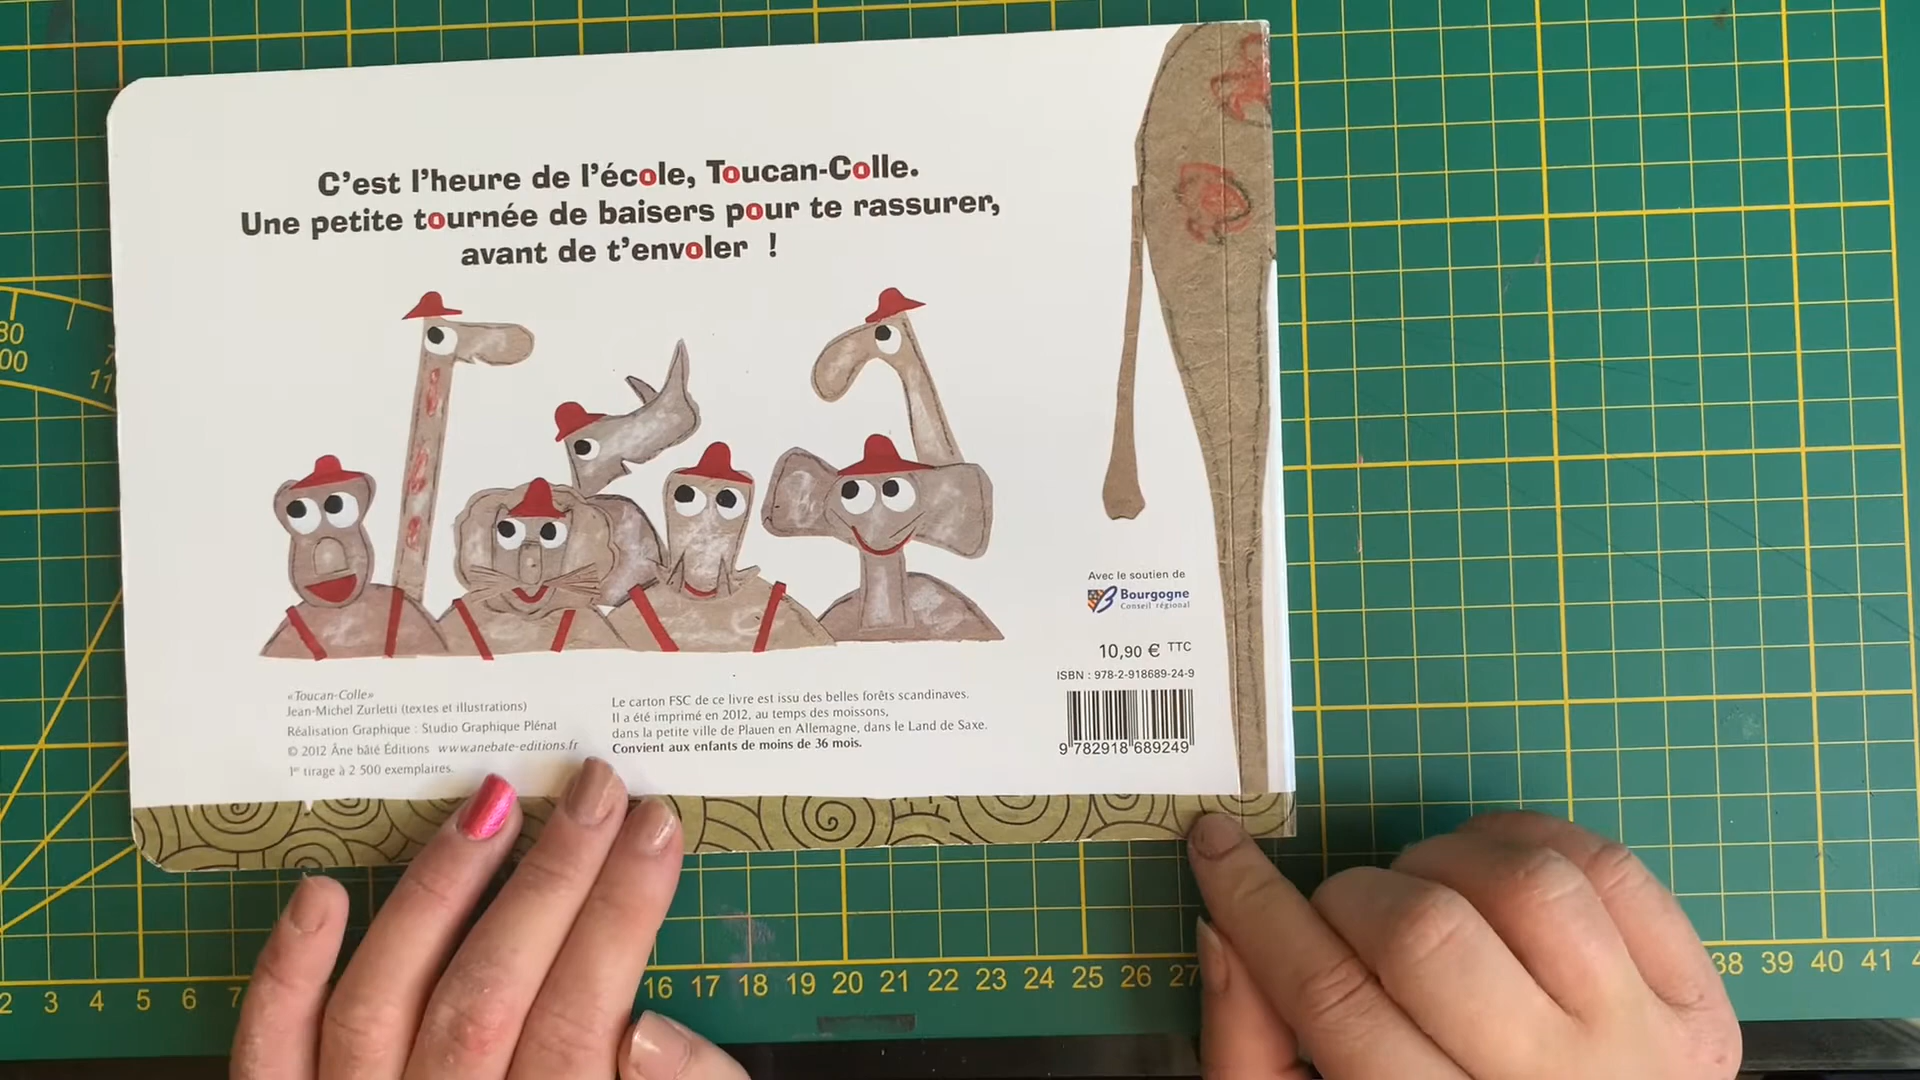 C'est l'heure de l'école, Toucan-Colle.
Une petite tournée de baisers pour te rassurer,
avant de t'envoler !
Avec le soutien de
Bourgogne
Conseil régional
10,90 € TTC
ISBN : 978-2-918689-24-9
9 782918 689249
«Toucan-Colle»
Jean-Michel Zurletti (textes et illustrations)
Réalisation Graphique : Studio Graphique Plénat
© 2012 Âne bâté Éditions www.anebate-editions.fr
1er tirage à 2 500 exemplaires.
Le carton FSC de ce livre est issu des belles forêts scandinaves.
Il a été imprimé en 2012, au temps des moissons,
dans la petite ville de Plauen en Allemagne, dans le Land de Saxe.
Convient aux enfants de moins de 36 mois.
2 3 4 5 6 7 16 17 18 19 20 21 22 23 24 25 26 27 38 39 40 41